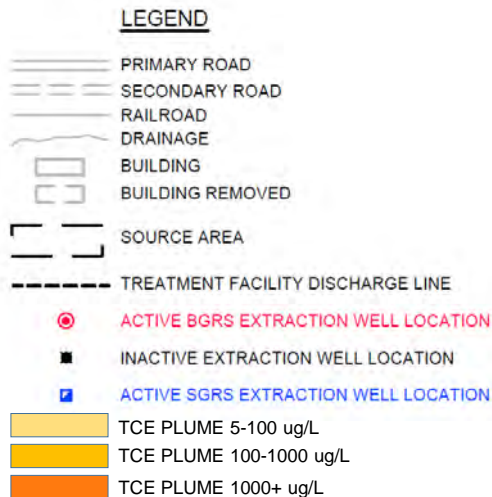 LEGEND
PRIMARY ROAD
SECONDARY ROAD
RAILROAD
DRAINAGE
BUILDING
BUILDING REMOVED
SOURCE AREA
TREATMENT FACILITY DISCHARGE LINE
ACTIVE BGRS EXTRACTION WELL LOCATION
INACTIVE EXTRACTION WELL LOCATION
ACTIVE SGRS EXTRACTION WELL LOCATION
TCE PLUME 5-100 ug/L
TCE PLUME 100-1000 ug/L
TCE PLUME 1000+ ug/L